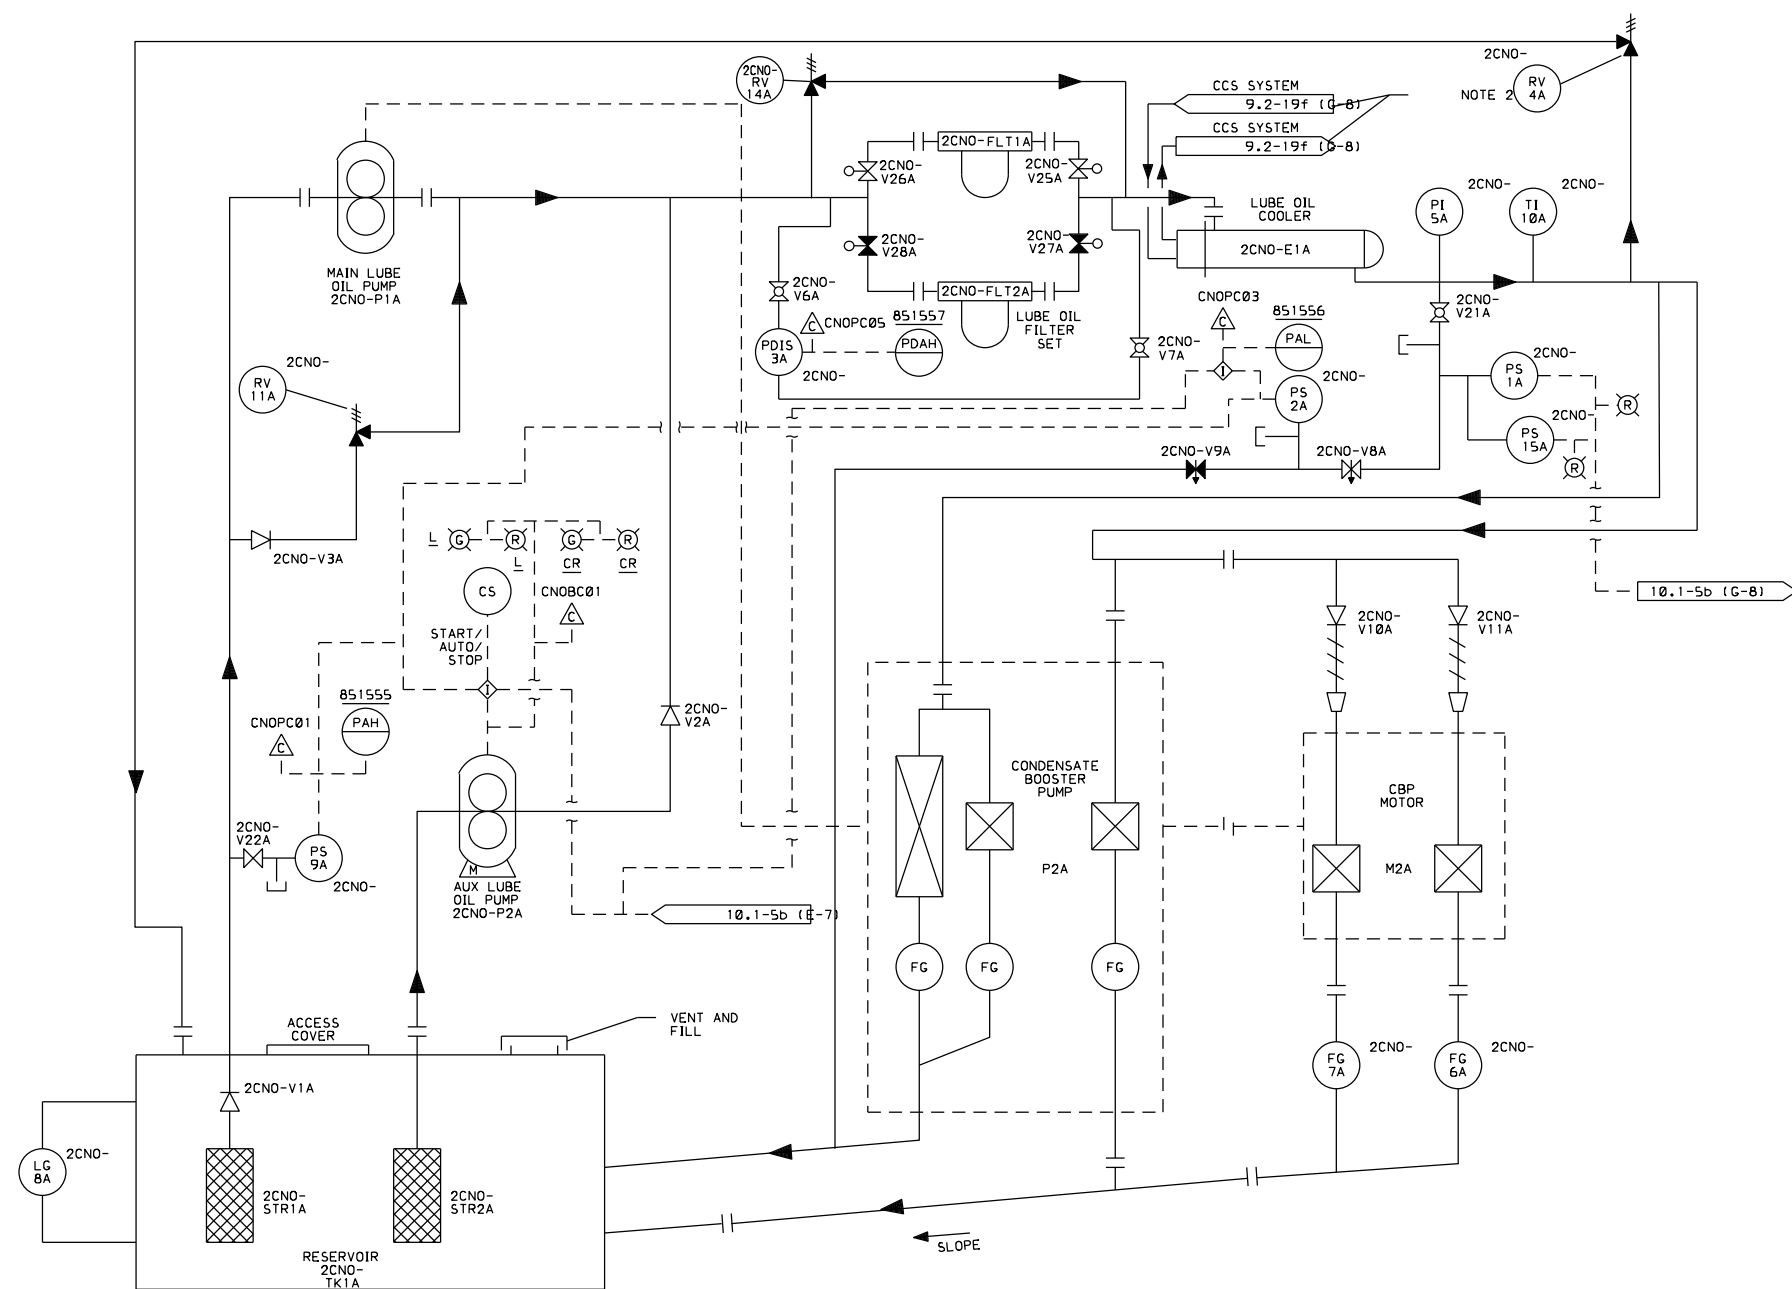 2CNO-
RV
14A
CCS SYSTEM
9.2-19f (G-8)
CCS SYSTEM
9.2-19f (G-8)
2CNO-
NOTE 2
RV
4A
2CNO-FLT1A
2CNO-
V26A
2CNO-
V25A
2CNO-
V28A
2CNO-
V27A
2CNO-FLT2A
LUBE OIL
FILTER
SET
LUBE OIL
COOLER
2CNO-E1A
PI
5A
2CNO-
TI
10A
2CNO-
MAIN LUBE
OIL PUMP
2CNO-P1A
2CNO-
V6A
PDIS
3A
2CNO-
C
CNOPC05
851557
PDAH
2CNO-
V7A
CNOPC03
C
851556
PAL
I
2CNO-
PS
2A
2CNO-
V21A
2CNO-
PS
1A
R
2CNO-
PS
15A
R
RV
11A
2CNO-
2CNO-V9A
2CNO-V8A
2CNO-V3A
L
G
R
L
G
CR
R
CR
CS
START/
AUTO/
STOP
CNOBC01
C
I
10.1-5b (G-8)
2CNO-
V10A
2CNO-
V11A
851555
PAH
CNOPC01
C
2CNO-
V2A
2CNO-
V22A
PS
9A
2CNO-
M
AUX LUBE
OIL PUMP
2CNO-P2A
10.1-5b (E-7)
CONDENSATE
BOOSTER
PUMP
P2A
CBP
MOTOR
M2A
FG
FG
FG
ACCESS
COVER
VENT AND
FILL
FG
7A
2CNO-
FG
6A
2CNO-
2CNO-V1A
LG
8A
2CNO-
2CNO-
STR1A
2CNO-
STR2A
RESERVOIR
2CNO-
TK1A
SLOPE